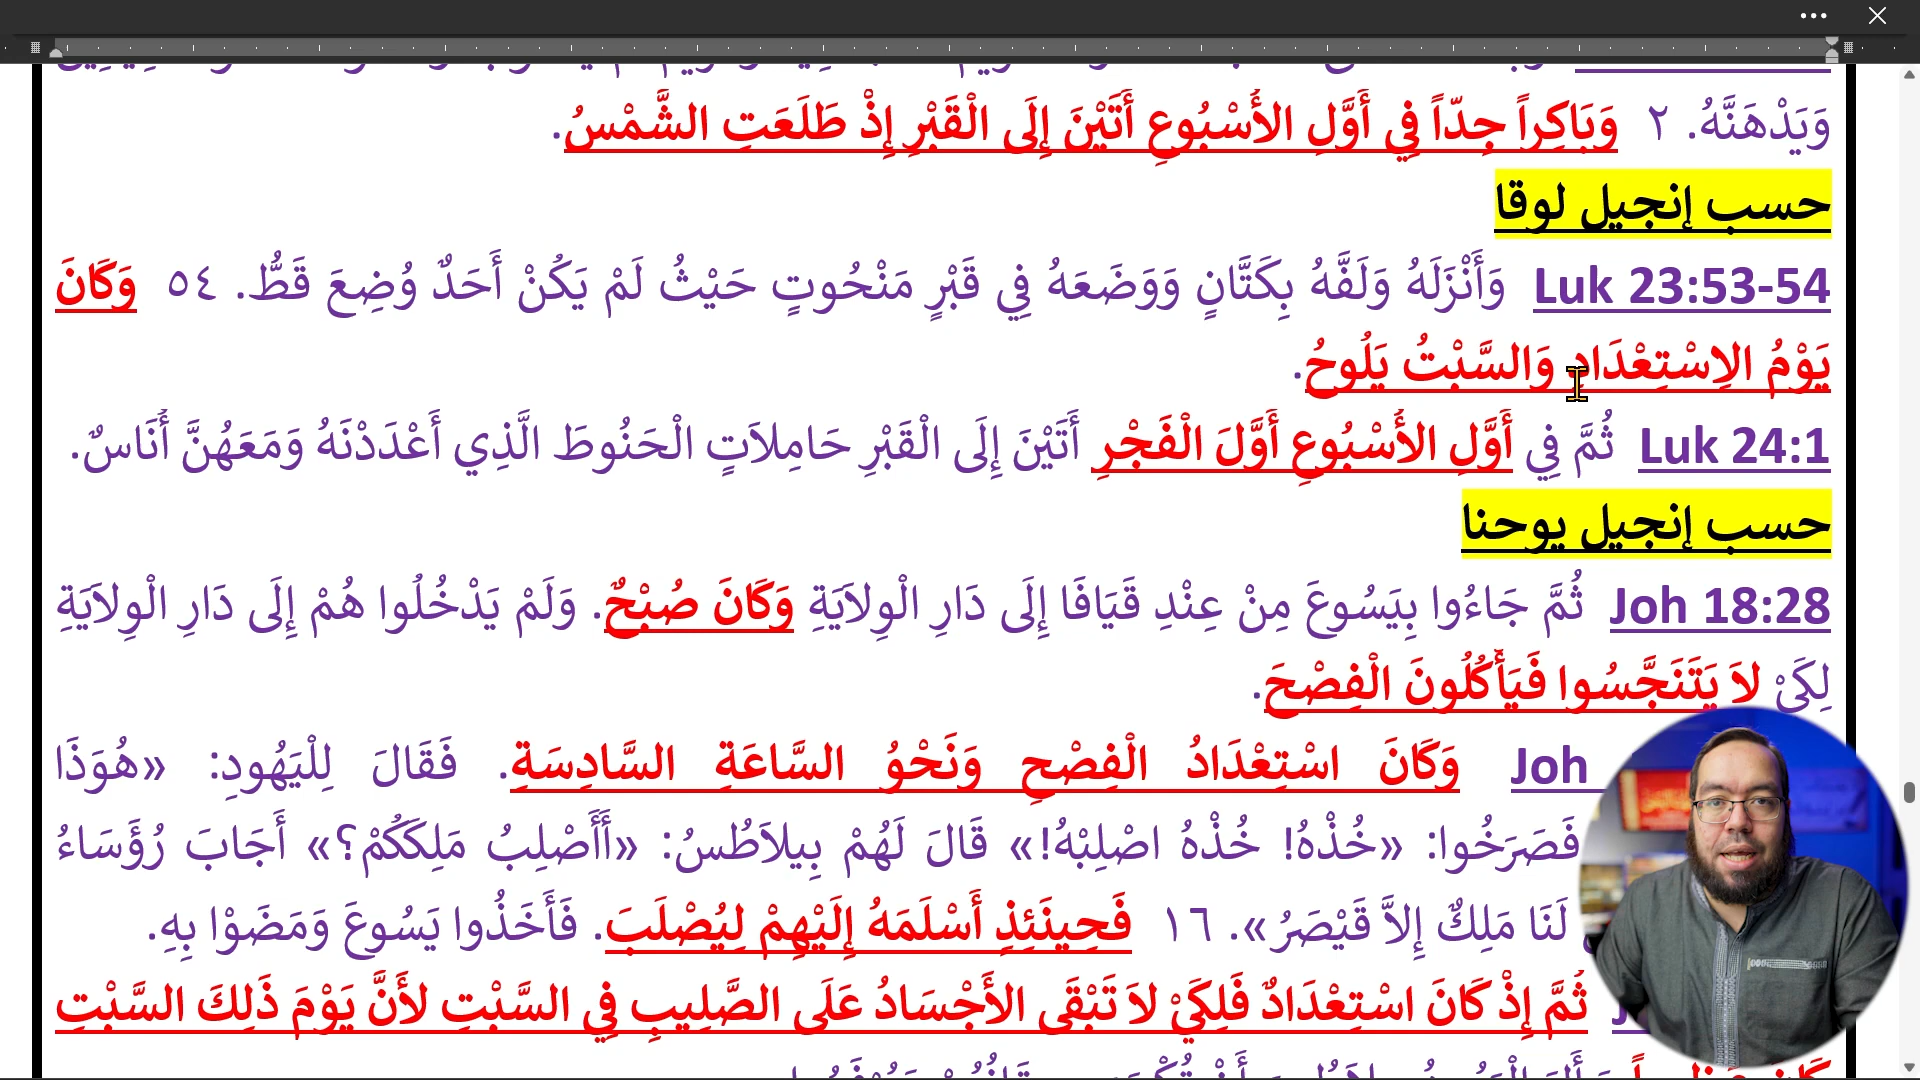 وَيَدْهَنَّهُ. ٢ وَبَاكِراً جِدّاً فِي أَوَّلِ الأُسْبُوعِ أَتَيْنَ إِلَى الْقَبْرِ إِذْ طَلَعَتِ الشَّمْسُ.
حسب إنجيل لوقا
Luk 23:53-54 وَأَنْزَلَهُ وَلَفَّهُ بِكَتَّانٍ وَوَضَعَهُ فِي قَبْرٍ مَنْحُوتٍ حَيْثُ لَمْ يَكُنْ أَحَدٌ وُضِعَ قَطُّ. ٥٤ وَكَانَ
يَوْمُ الاِسْتِعْدَادِ وَالسَّبْتُ يَلُوحُ.
Luk 24:1 ثُمَّ فِي أَوَّلِ الأُسْبُوعِ أَوَّلَ الْفَجْرِ أَتَيْنَ إِلَى الْقَبْرِ حَامِلاَتٍ الْحَنُوطَ الَّذِي أَعْدَدْنَهُ وَمَعَهُنَّ أُنَاسٌ.
حسب إنجيل يوحنا
Joh 18:28 ثُمَّ جَاءُوا بِيَسُوعَ مِنْ عِنْدِ قَيَافَا إِلَى دَارِ الْوِلاَيَةِ وَكَانَ صُبْحٌ. وَلَمْ يَدْخُلُوا هُمْ إِلَى دَارِ الْوِلاَيَةِ
لِكَيْ لاَ يَتَنَجَّسُوا فَيَأْكُلُونَ الْفِصْحَ.
Joh وَكَانَ اسْتِعْدَادُ الْفِصْحِ وَنَحْوُ السَّاعَةِ السَّادِسَةِ. فَقَالَ لِلْيَهُودِ: «هُوَذَا
فَصَرَخُوا: «خُذْهُ! خُذْهُ اصْلِبْهُ!» قَالَ لَهُمْ بِيلاَطُسُ: «أَأَصْلِبُ مَلِكَكُمْ؟» أَجَابَ رُؤَسَاءُ
لَنَا مَلِكٌ إِلاَّ قَيْصَرُ». ١٦ فَحِينَئِذٍ أَسْلَمَهُ إِلَيْهِمْ لِيُصْلَبَ. فَأَخَذُوا يَسُوعَ وَمَضَوْا بِهِ.
ثُمَّ إِذْ كَانَ اسْتِعْدَادٌ فَلِكَيْ لاَ تَبْقَى الأَجْسَادُ عَلَى الصَّلِيبِ فِي السَّبْتِ لأَنَّ يَوْمَ ذَلِكَ السَّبْتِ